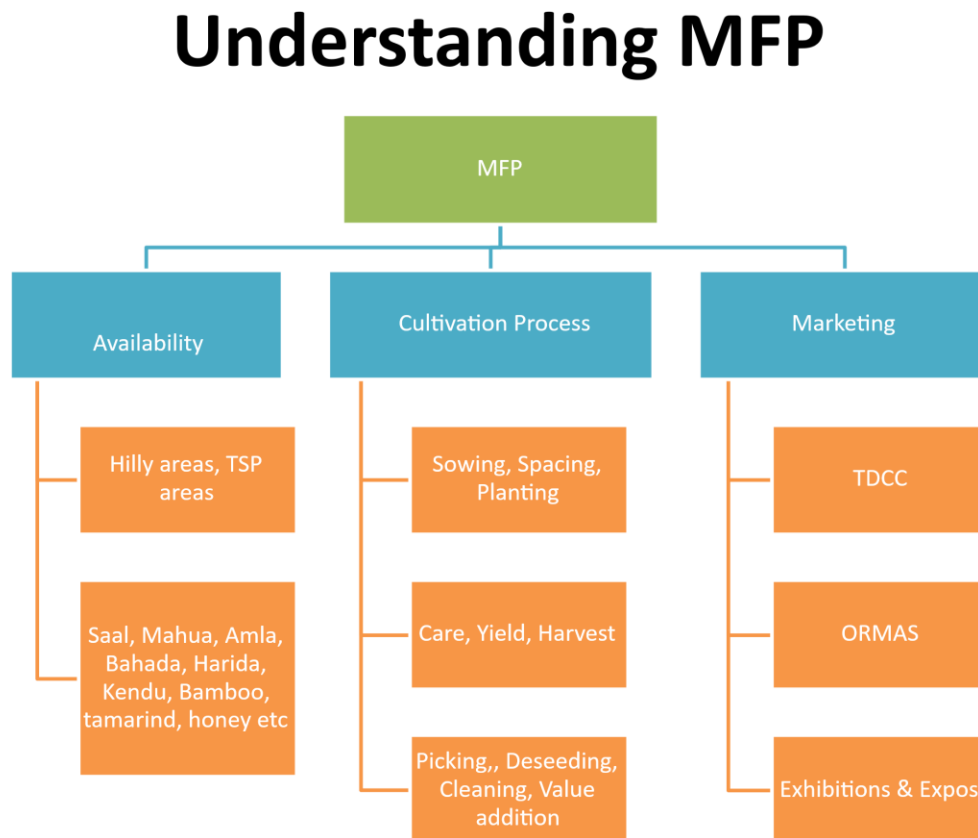 Understanding MFP
MFP
Availability
Cultivation Process
Marketing
Hilly areas, TSP
areas
Sowing, Spacing,
Planting
TDCC
Saal, Mahua, Amla,
Bahada, Harida,
Kendu, Bamboo,
tamarind, honey etc
Care, Yield, Harvest
ORMAS
Picking,, Deseeding,
Cleaning, Value
addition
Exhibitions & Expos